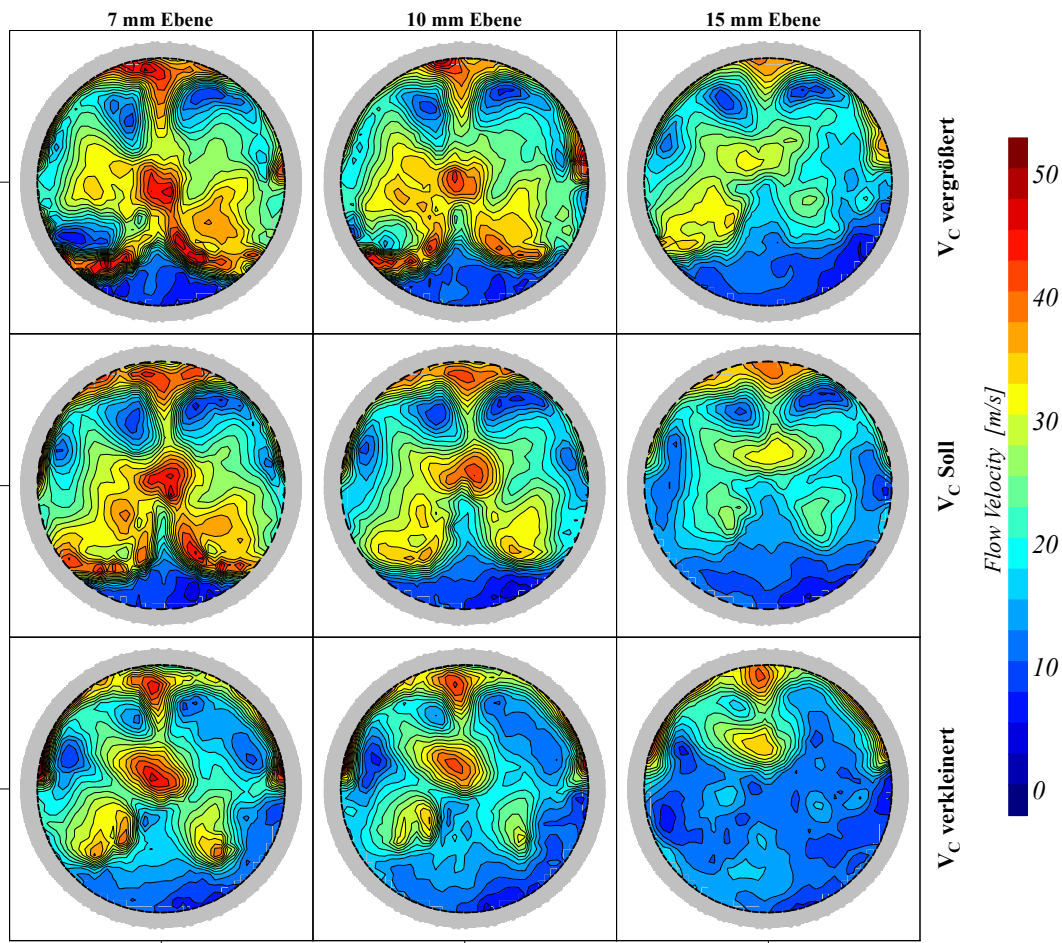 7 mm Ebene
10 mm Ebene
15 mm Ebene
V_C vergrößert
V_C Soll
V_C verkleinert
Flow Velocity [m/s]
50
40
30
20
10
0